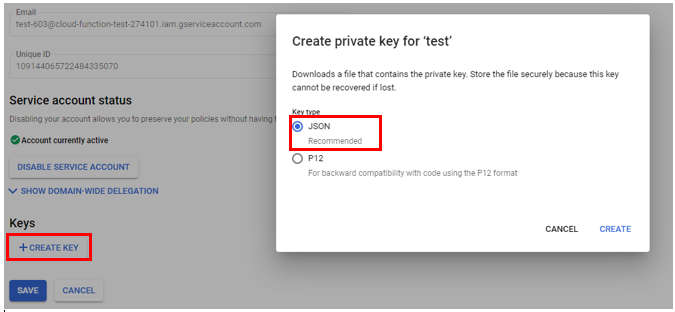 Email
test-603@cloud-function-test-274101.iam.gserviceaccount.com
Unique ID
109144065722484335070
Service account status
Disabling your account allows you to preserve your policies without having t
Account currently active
DISABLE SERVICE ACCOUNT
SHOW DOMAIN-WIDE DELEGATION
Keys
+ CREATE KEY
SAVE
CANCEL
Create private key for ‘test’
Downloads a file that contains the private key. Store the file securely because this key
cannot be recovered if lost.
Key type
JSON
Recommended
P12
For backward compatibility with code using the P12 format
CANCEL
CREATE